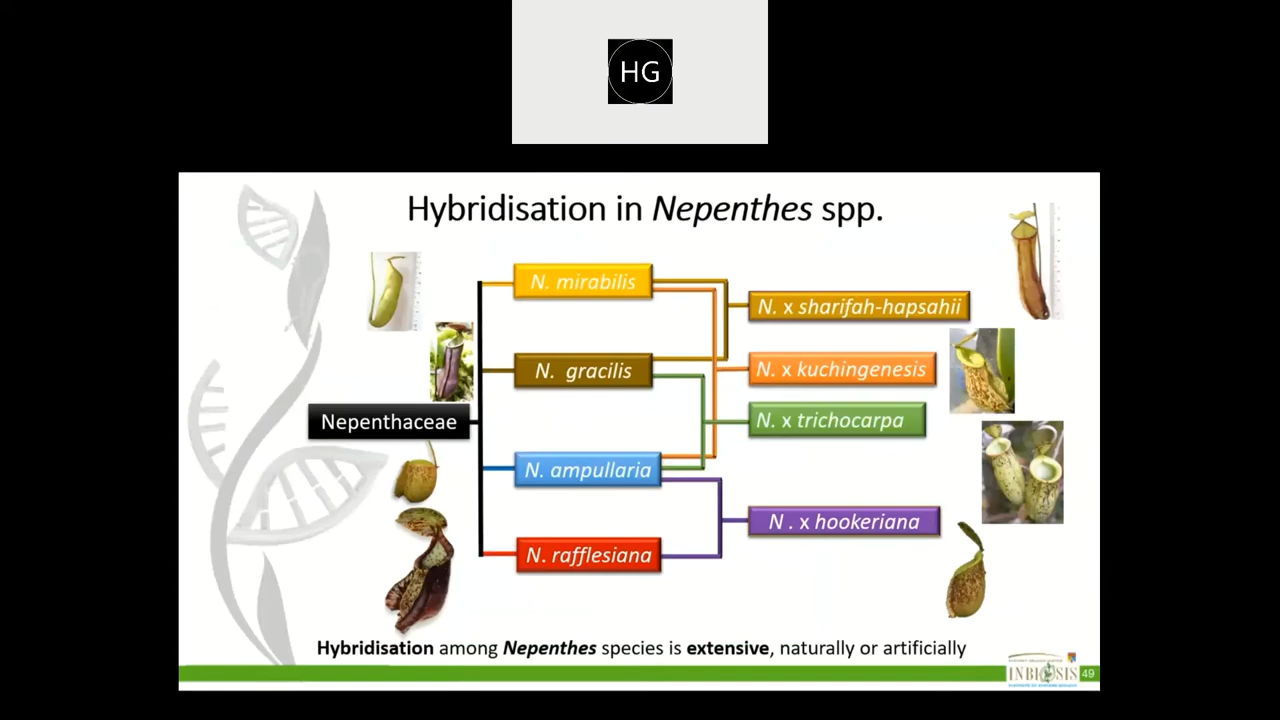 HG
Hybridisation in Nepenthes spp.
N. mirabilis
N. x sharifah-hapsahii
N. gracilis
N. x kuchingenesis
Nepenthaceae
N. x trichocarpa
N. ampullaria
N . x hookeriana
N. rafflesiana
Hybridisation among Nepenthes species is extensive, naturally or artificially
INBIOSIS
49